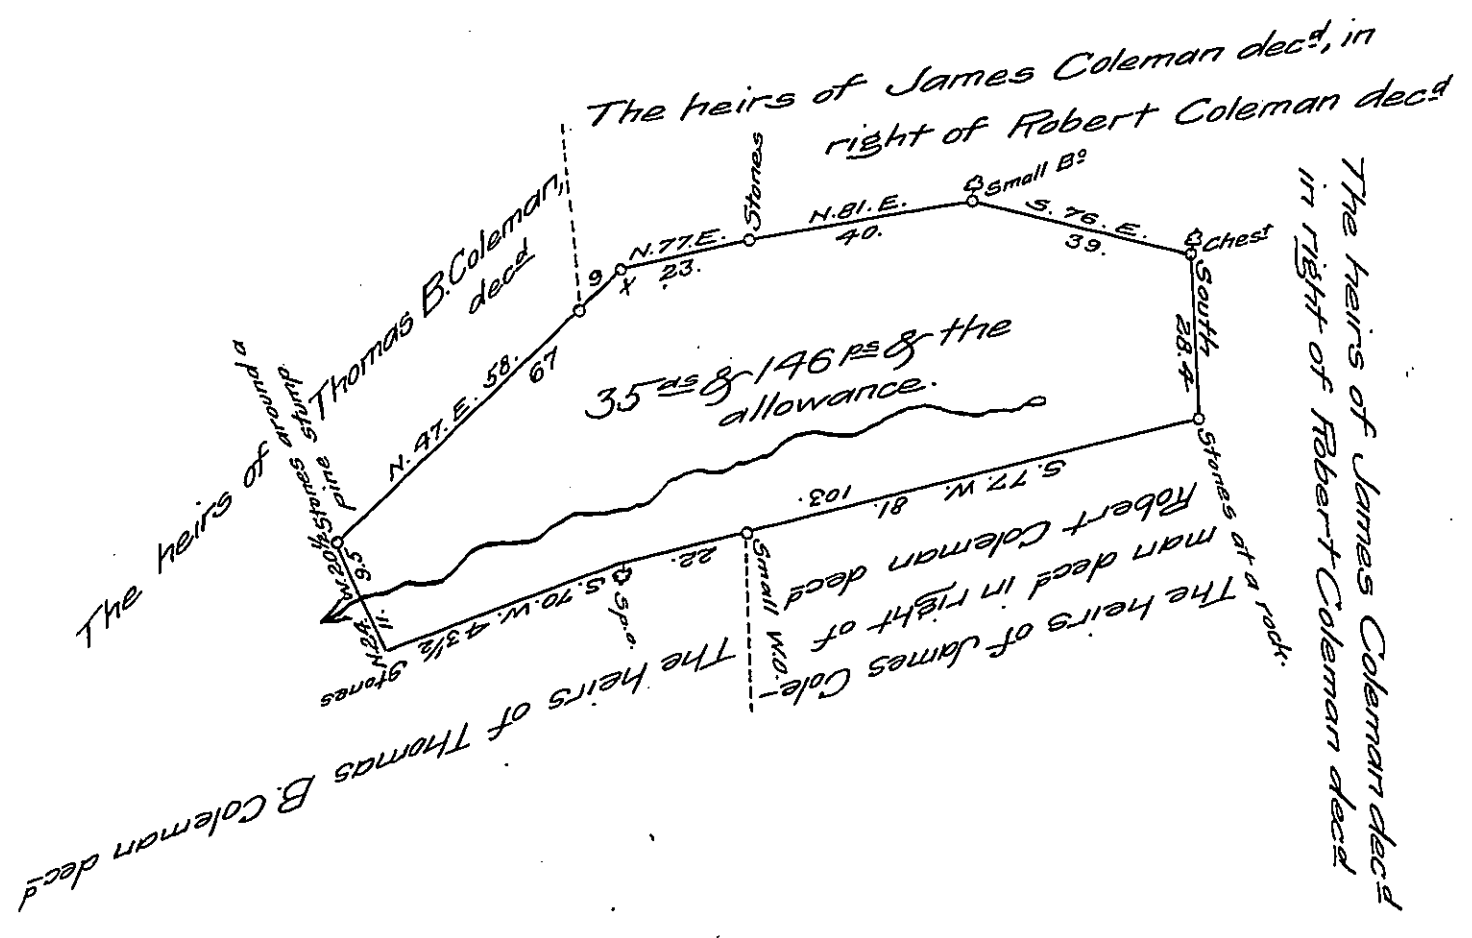 The heirs of James Coleman decd, in
right of Robert Coleman decd
The heirs of James Coleman decd
in right of Robert Coleman decd
The heirs of Thomas B. Coleman,
decd
Stones
Small Bo
N. 77. E.
23.
N. 81. E.
40.
S. 76. E.
39.
Chest
South
28.4
9
X
N. 47. E. 58.
67
35 as & 146 ps & the
allowance.
Stones around a
pine stump
N. 24. W. 20½
9.5
11.
Stones
S. 70. W. 43½
Sp.o.
22.
Small W.O.
S. 77. W.
81.
103.
Stones at a rock.
The heirs of James Cole-
man decd in right of
Robert Coleman decd
The heirs of Thomas B. Coleman decd